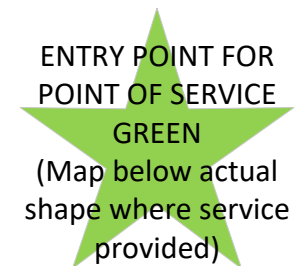 ENTRY POINT FOR
POINT OF SERVICE
GREEN
(Map below actual
shape where service
provided)